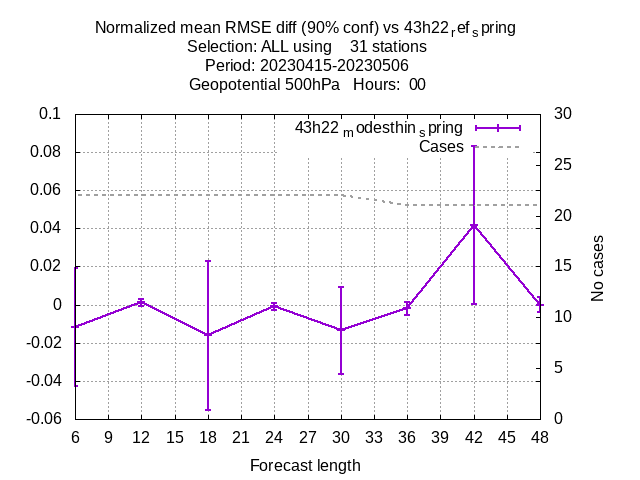 Normalized mean RMSE diff (90% conf) vs 43h22refspring
Selection: ALL using 31 stations
Period: 20230415-20230506
Geopotential 500hPa Hours: 00
43h22modesthinspring
Cases
0.1
0.08
0.06
0.04
0.02
0
-0.02
-0.04
-0.06
30
25
20
15
10
5
0
No cases
6 9 12 15 18 21 24 27 30 33 36 39 42 45 48
Forecast length